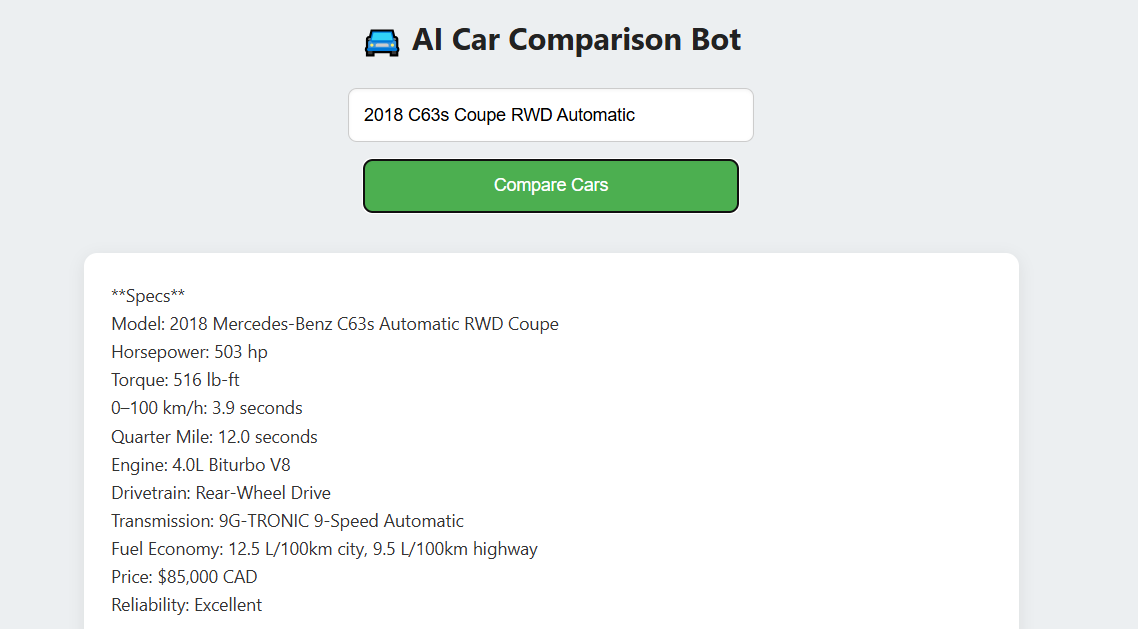 AI Car Comparison Bot
2018 C63s Coupe RWD Automatic
Compare Cars
**Specs**
Model: 2018 Mercedes-Benz C63s Automatic RWD Coupe
Horsepower: 503 hp
Torque: 516 lb-ft
0–100 km/h: 3.9 seconds
Quarter Mile: 12.0 seconds
Engine: 4.0L Biturbo V8
Drivetrain: Rear-Wheel Drive
Transmission: 9G-TRONIC 9-Speed Automatic
Fuel Economy: 12.5 L/100km city, 9.5 L/100km highway
Price: $85,000 CAD
Reliability: Excellent